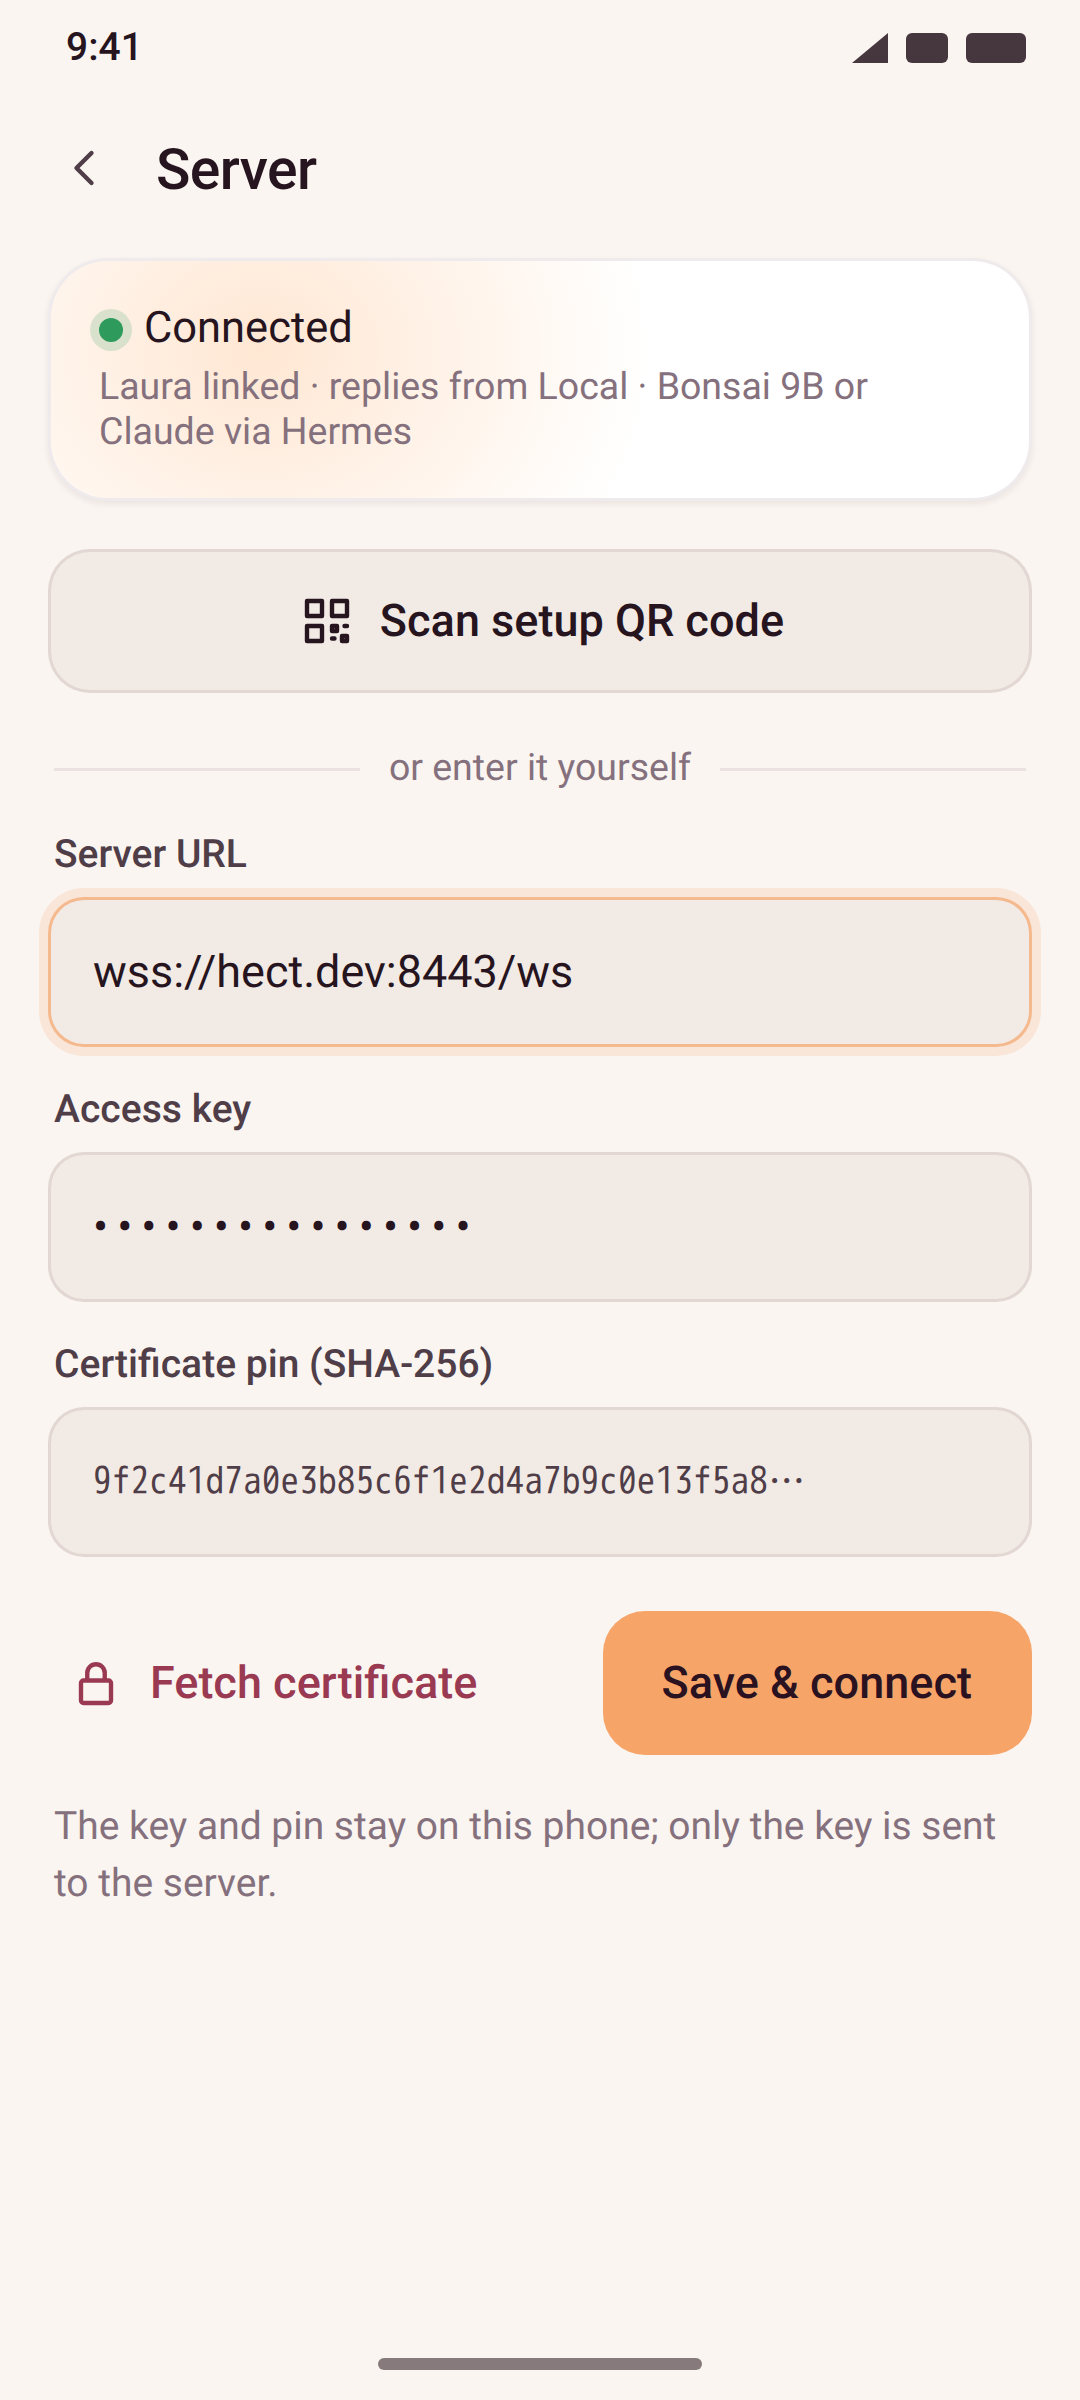 9:41
Server
Connected
Laura linked · replies from Local · Bonsai 9B or
Claude via Hermes
Scan setup QR code
or enter it yourself
Server URL
wss://hect.dev:8443/ws
Access key
••••••••••••••••
Certificate pin (SHA-256)
9f2c41d7a0e3b85c6f1e2d4a7b9c0e13f5a8…
Fetch certificate
Save & connect
The key and pin stay on this phone; only the key is sent
to the server.